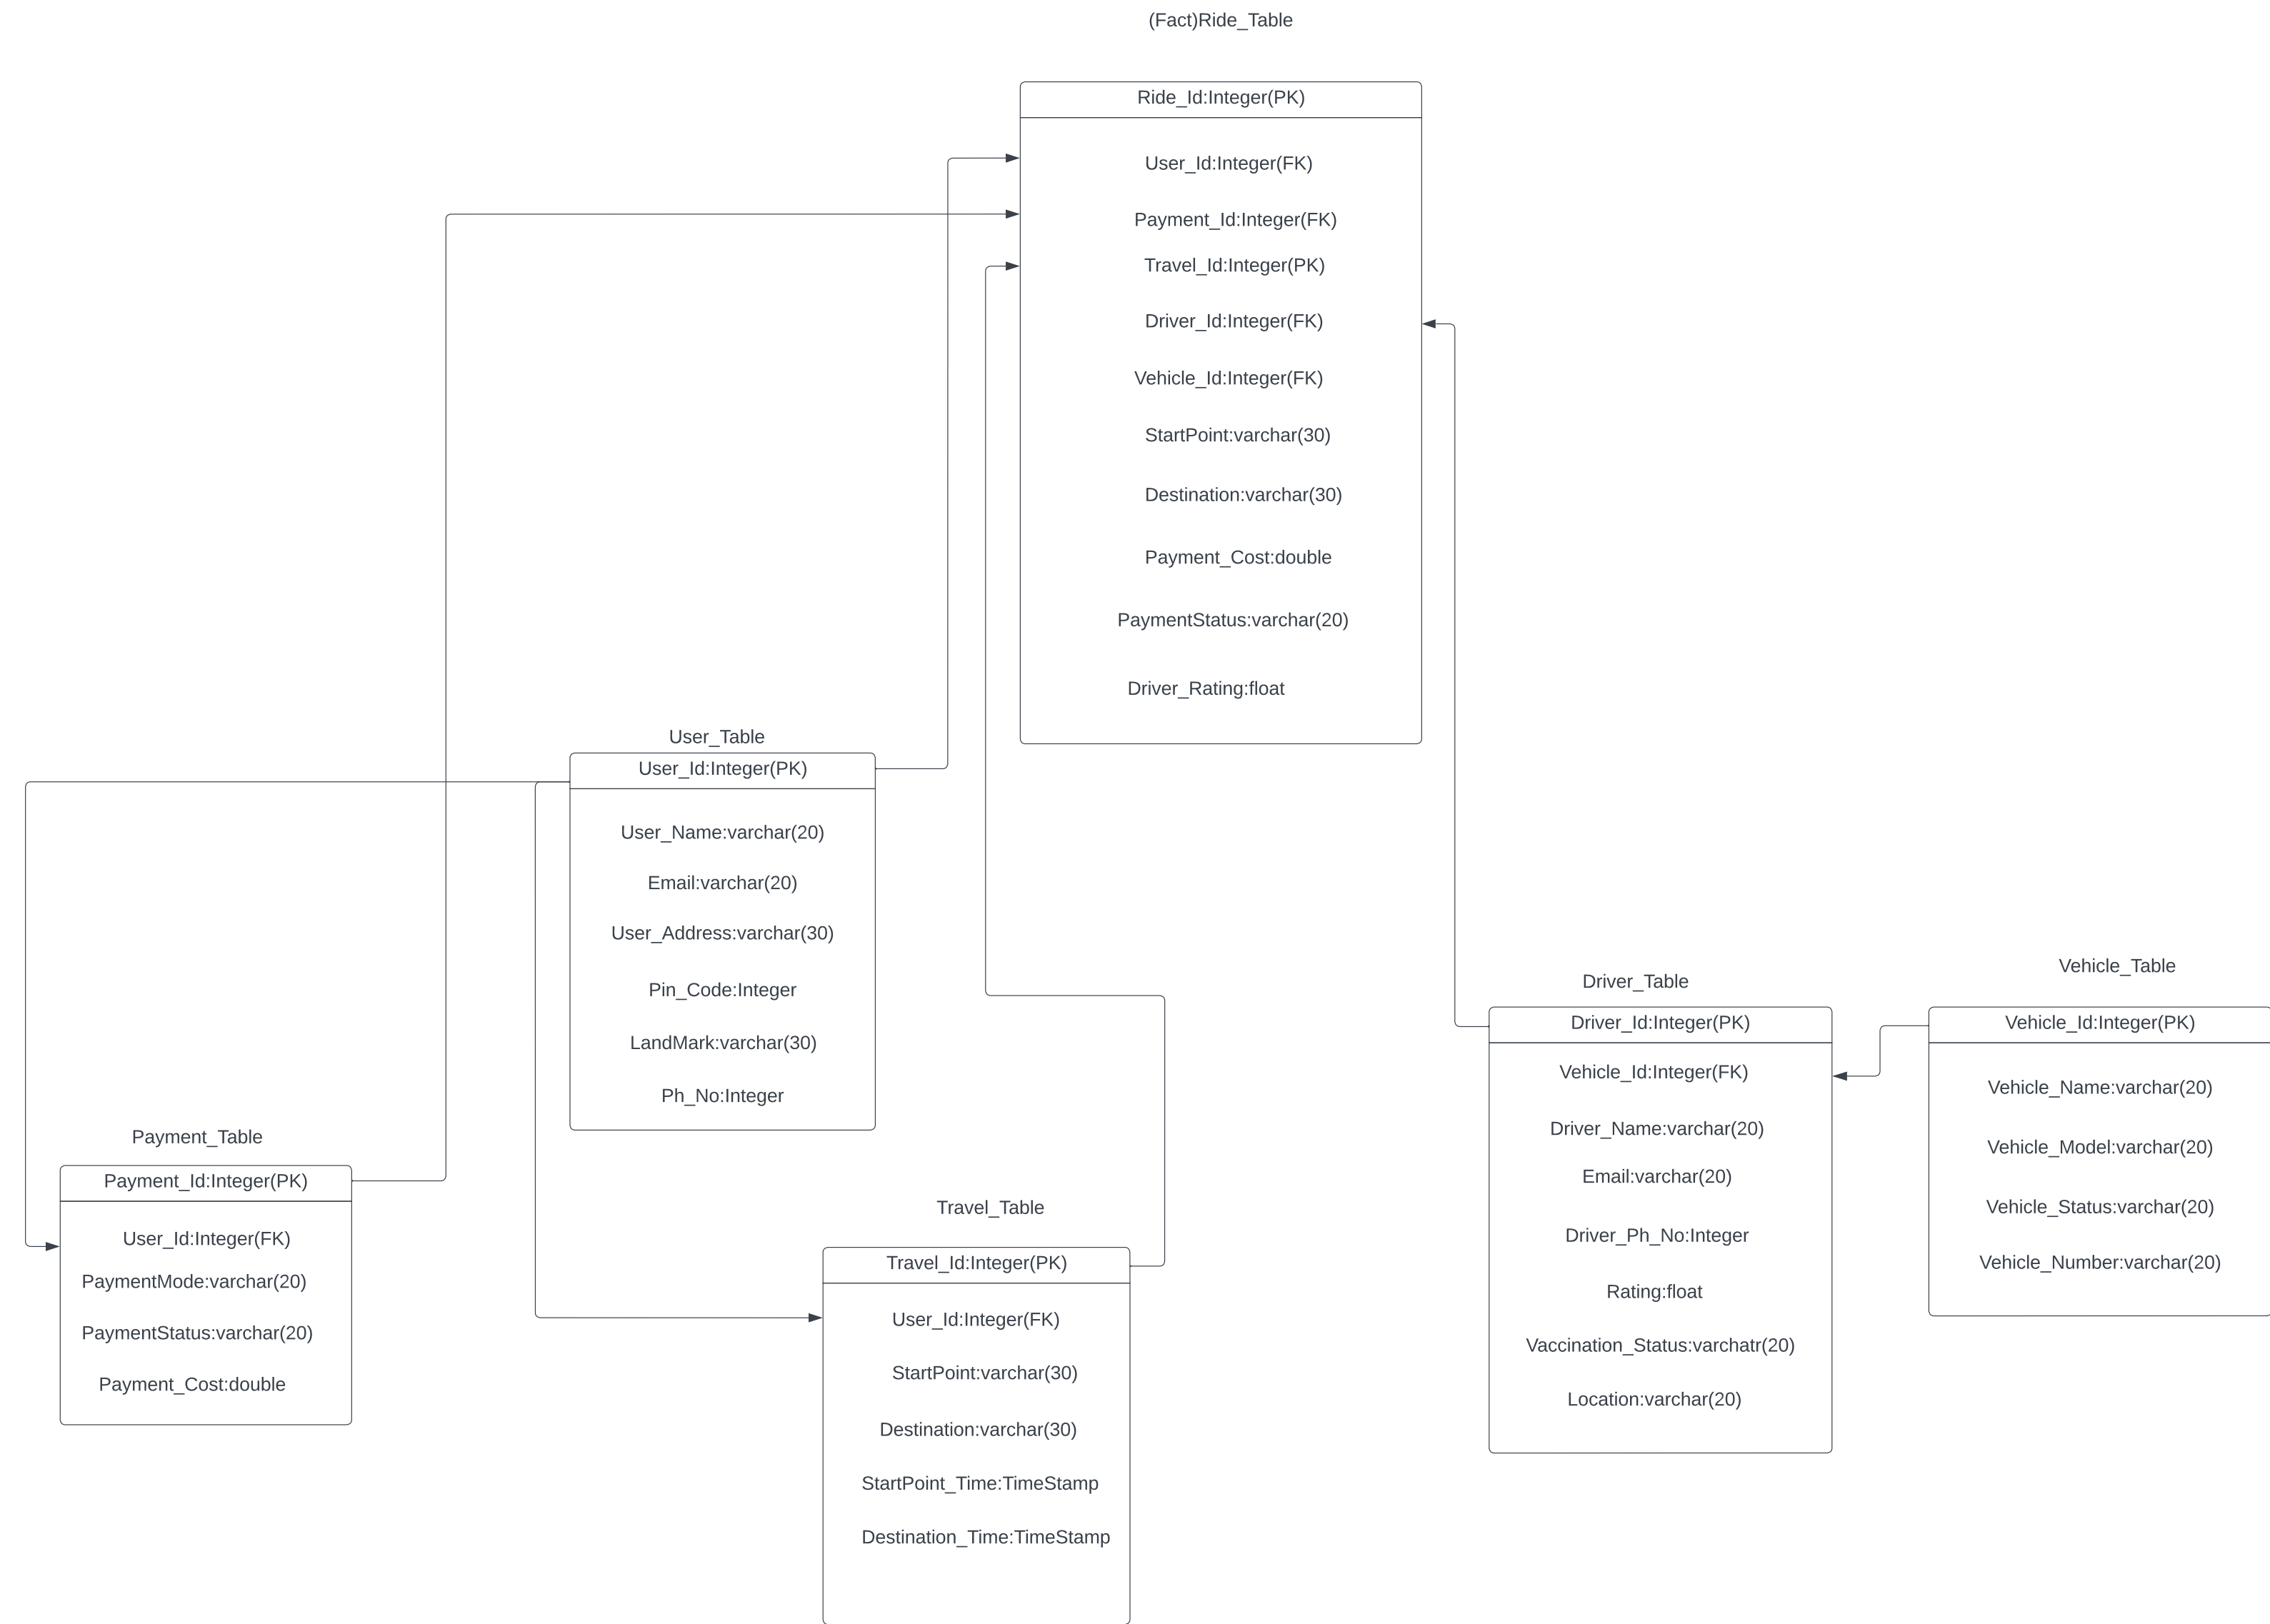 (Fact)Ride_Table
Ride_Id:Integer(PK)
User_Id:Integer(FK)
Payment_Id:Integer(FK)
Travel_Id:Integer(PK)
Driver_Id:Integer(FK)
Vehicle_Id:Integer(FK)
StartPoint:varchar(30)
Destination:varchar(30)
Payment_Cost:double
PaymentStatus:varchar(20)
Driver_Rating:float
User_Table
User_Id:Integer(PK)
User_Name:varchar(20)
Email:varchar(20)
User_Address:varchar(30)
Pin_Code:Integer
LandMark:varchar(30)
Ph_No:Integer
Payment_Table
Payment_Id:Integer(PK)
User_Id:Integer(FK)
PaymentMode:varchar(20)
PaymentStatus:varchar(20)
Payment_Cost:double
Travel_Table
Travel_Id:Integer(PK)
User_Id:Integer(FK)
StartPoint:varchar(30)
Destination:varchar(30)
StartPoint_Time:TimeStamp
Destination_Time:TimeStamp
Driver_Table
Driver_Id:Integer(PK)
Vehicle_Id:Integer(FK)
Driver_Name:varchar(20)
Email:varchar(20)
Driver_Ph_No:Integer
Rating:float
Vaccination_Status:varchatr(20)
Location:varchar(20)
Vehicle_Table
Vehicle_Id:Integer(PK)
Vehicle_Name:varchar(20)
Vehicle_Model:varchar(20)
Vehicle_Status:varchar(20)
Vehicle_Number:varchar(20)